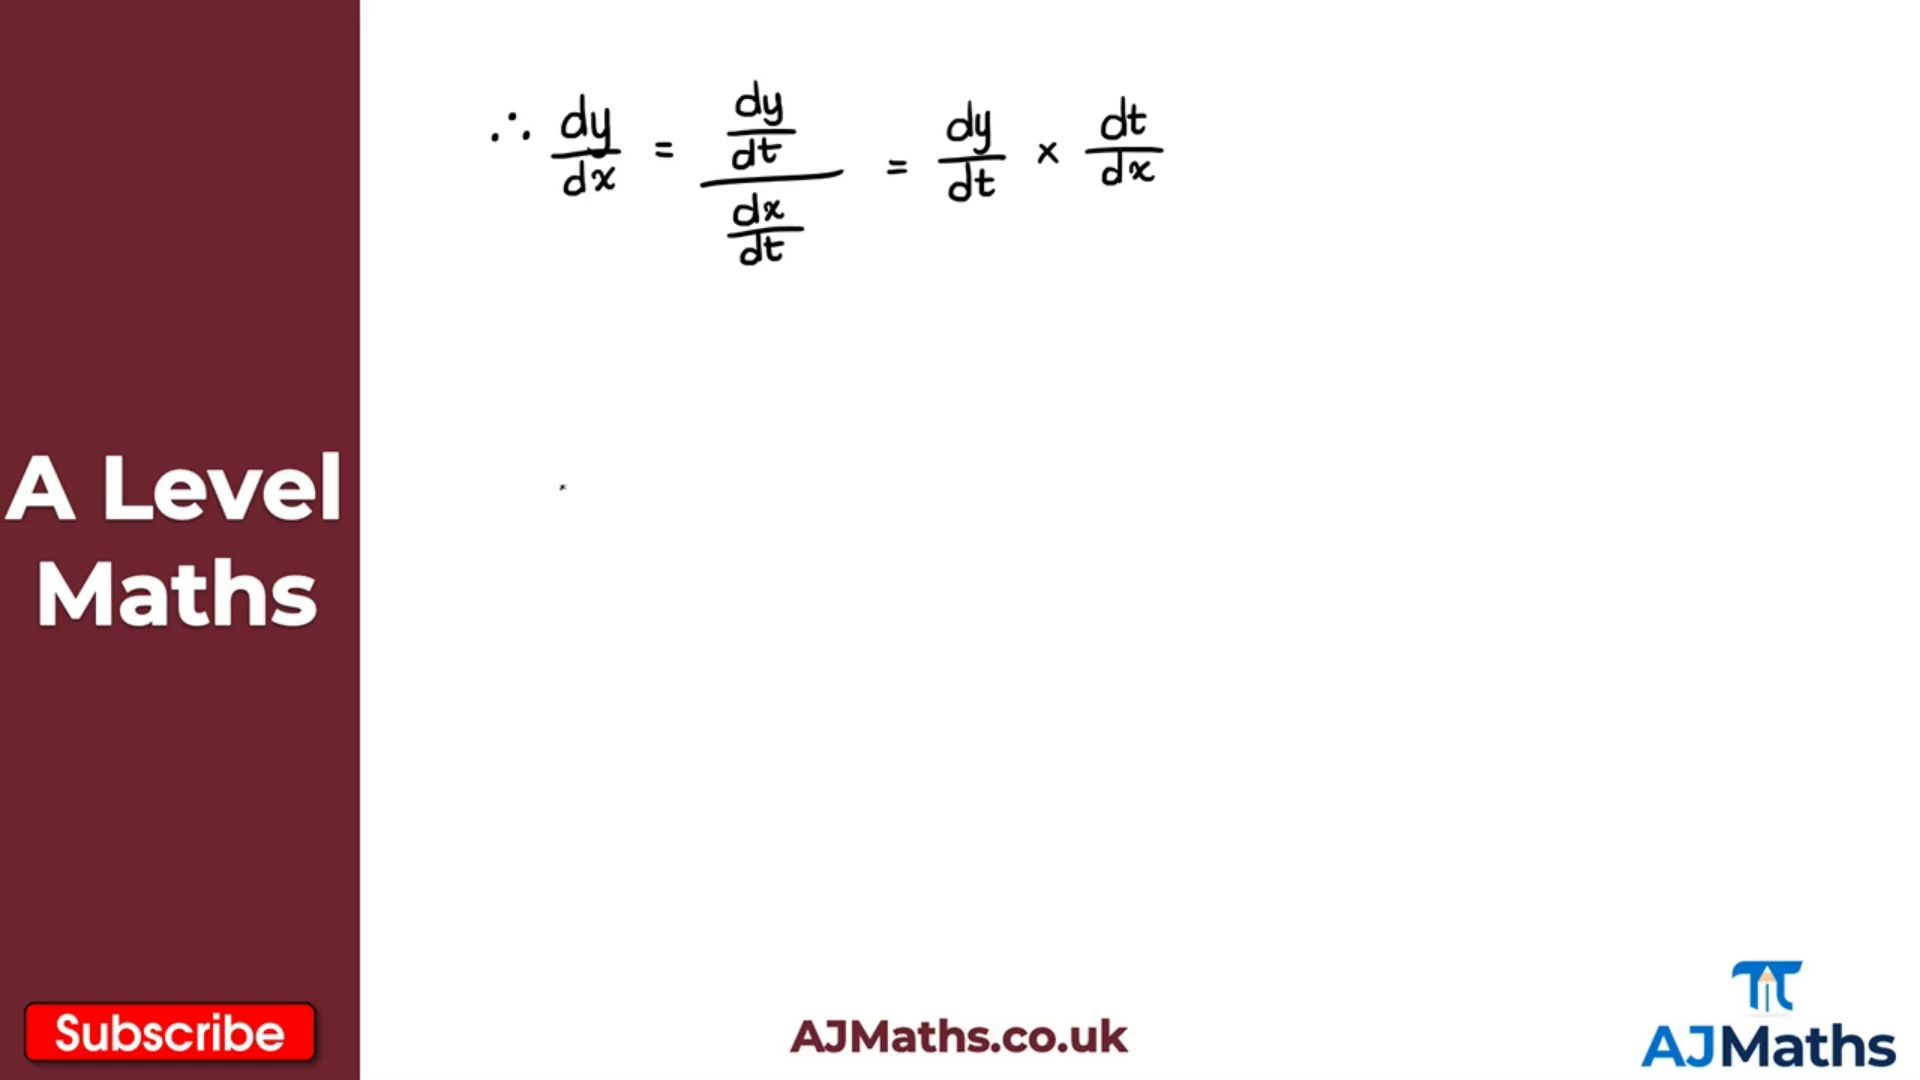 ∴ dy/dx = (dy/dt)/(dx/dt) = dy/dt × dt/dx
A Level
Maths
Subscribe
AJMaths.co.uk
AJMaths